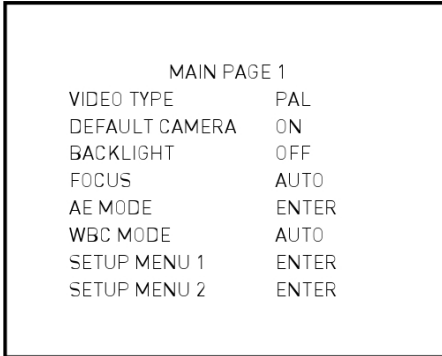 MAIN PAGE 1
VIDEO TYPE PAL
DEFAULT CAMERA ON
BACKLIGHT OFF
FOCUS AUTO
AE MODE ENTER
WBC MODE AUTO
SETUP MENU 1 ENTER
SETUP MENU 2 ENTER